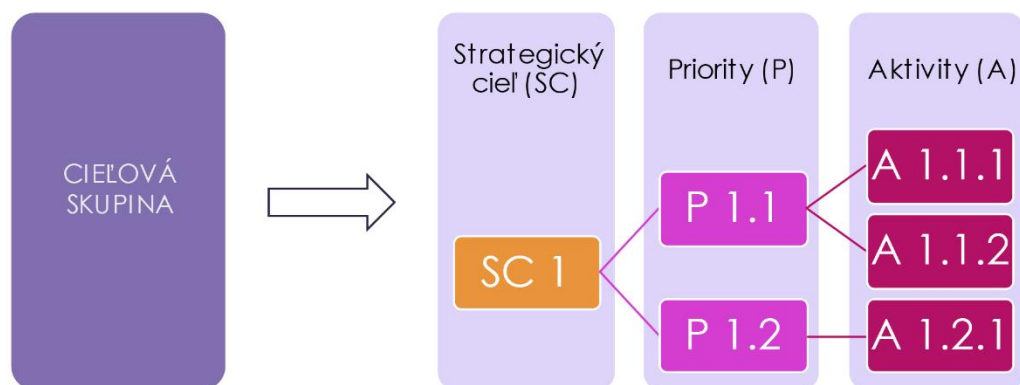 CIEĽOVÁ
SKUPINA
Strategický
cieľ (SC)
Priority (P)
Aktivity (A)
SC 1
P 1.1
P 1.2
A 1.1.1
A 1.1.2
A 1.2.1